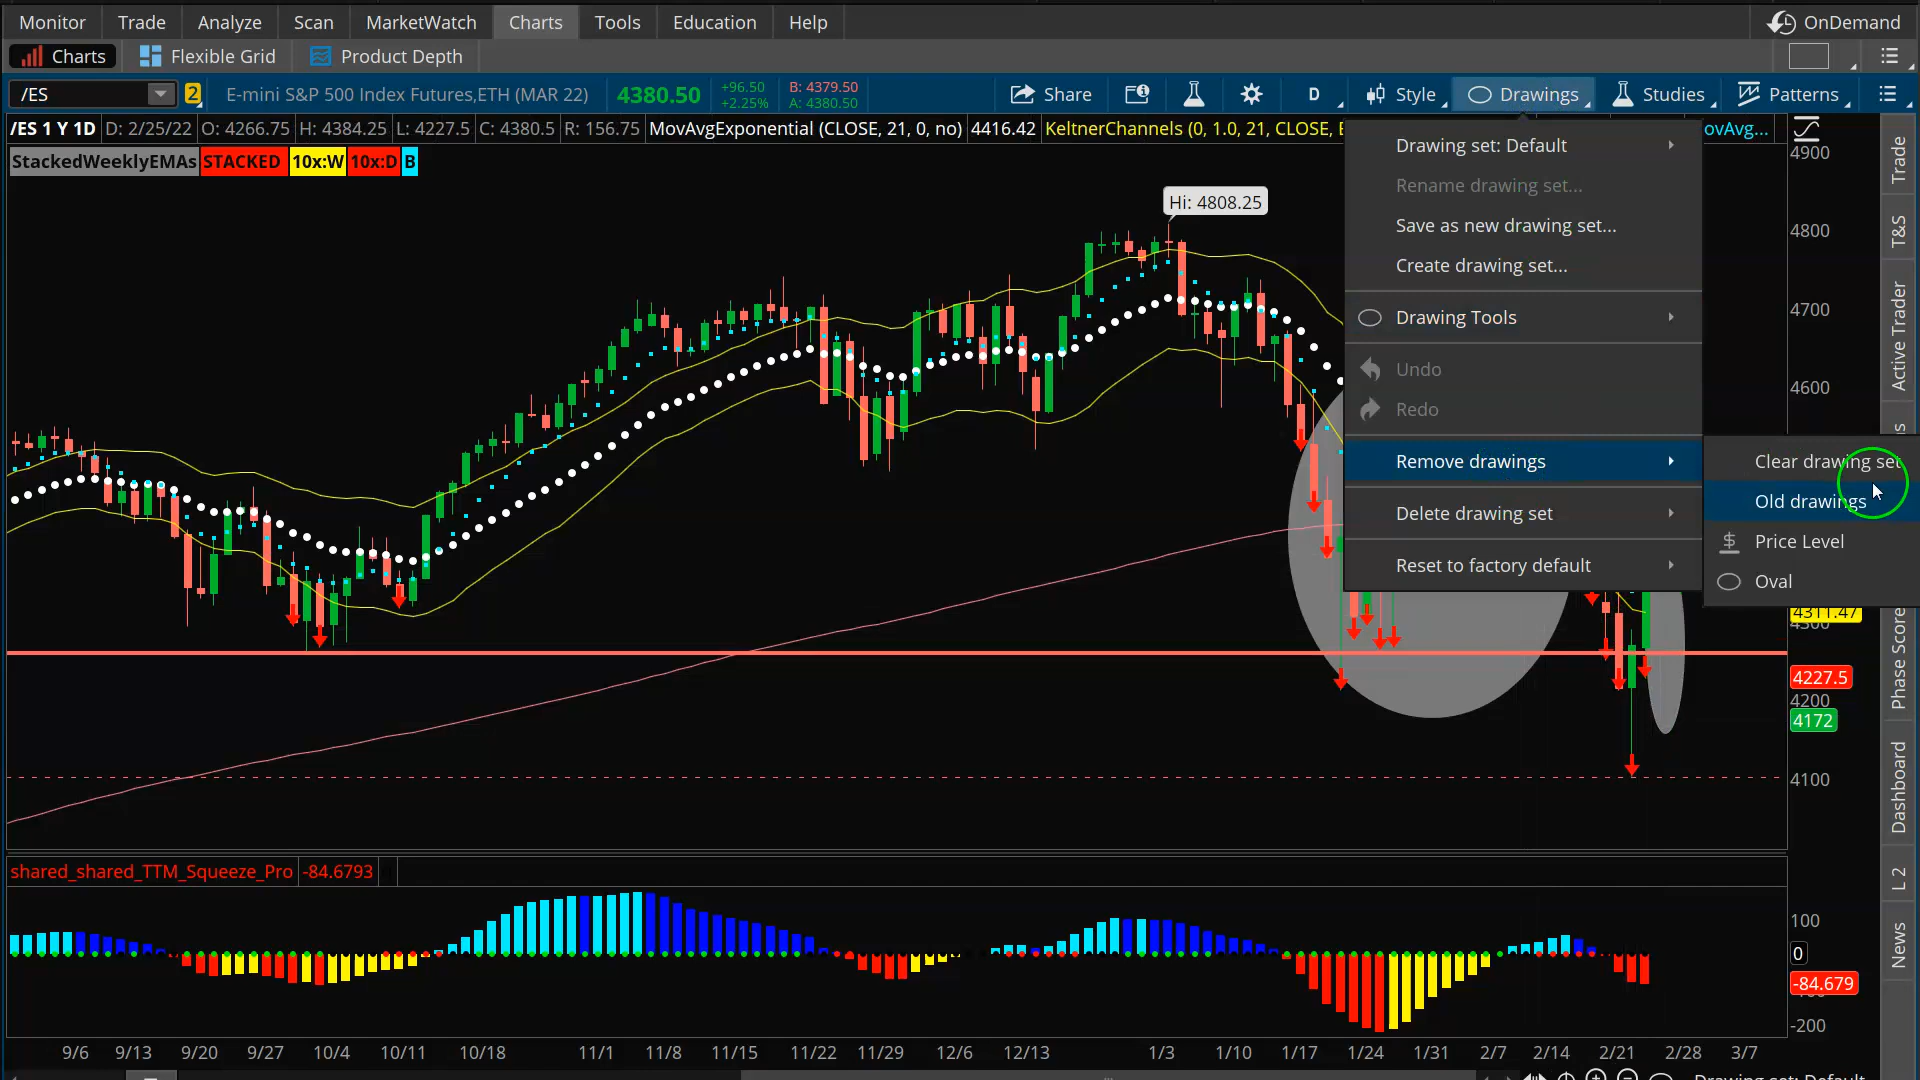 Monitor Trade Analyze Scan MarketWatch Charts Tools Education Help OnDemand
Charts Flexible Grid Product Depth
/ES 2 E-mini S&P 500 Index Futures,ETH (MAR 22) 4380.50 +96.50 B: 4379.50 Share D Style Drawings Studies Patterns
+2.25% A: 4380.50
/ES 1 Y 1D D: 2/25/22 O: 4266.75 H: 4384.25 L: 4227.5 C: 4380.5 R: 156.75 MovAvgExponential (CLOSE, 21, 0, no) 4416.42 KeltnerChannels (0, 1.0, 21, CLOSE, E ovAvg...
StackedWeeklyEMAs STACKED 10x:W 10x:D B
Hi: 4808.25
Drawing set: Default
Rename drawing set...
Save as new drawing set...
Create drawing set...
Drawing Tools
Undo
Redo
Remove drawings
Delete drawing set
Reset to factory default
Clear drawing set
Old drawings
Price Level
Oval
4900
4800
4700
4600
4311.47
4300
4227.5
4200
4172
4100
Trade
T&S
Active Trader
Phase Score
Dashboard
L 2
News
shared_shared_TTM_Squeeze_Pro -84.6793
100
0
-84.679
-200
9/6 9/13 9/20 9/27 10/4 10/11 10/18 11/1 11/8 11/15 11/22 11/29 12/6 12/13 1/3 1/10 1/17 1/24 1/31 2/7 2/14 2/21 2/28 3/7
Drawing set: Default